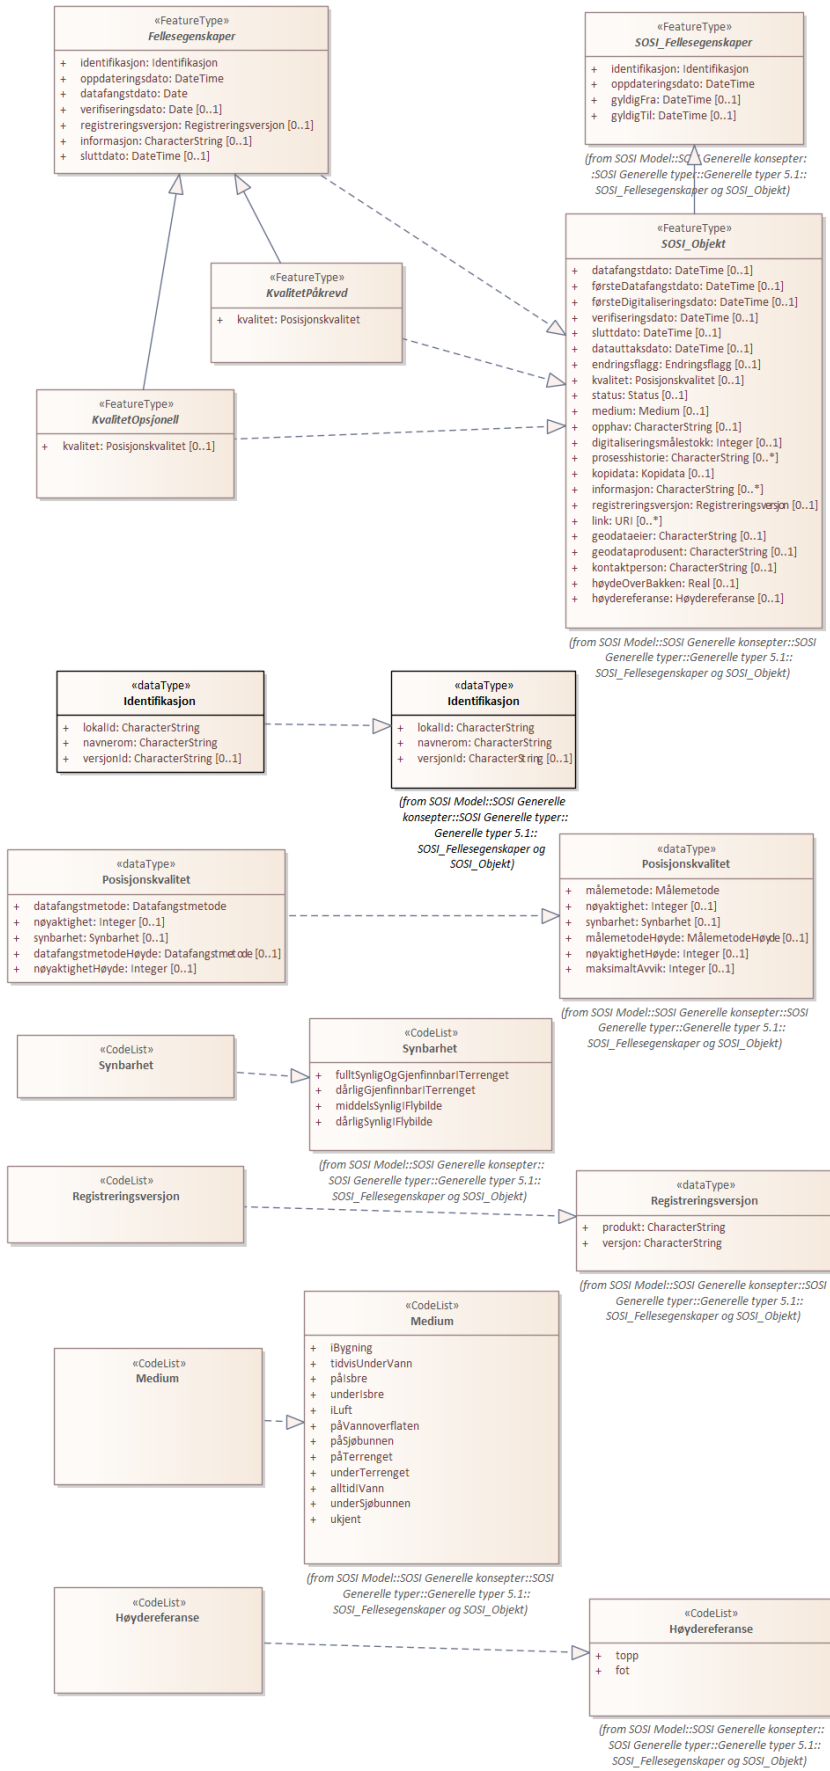 «FeatureType»
Fellesegenskaper
+ identifikasjon: Identifikasjon
+ oppdateringsdato: DateTime
+ datafangstdato: Date
+ verifiseringsdato: Date [0..1]
+ registreringsversjon: Registreringsversjon [0..1]
+ informasjon: CharacterString [0..1]
+ sluttdato: DateTime [0..1]
«FeatureType»
SOSI_Fellesegenskaper
+ identifikasjon: Identifikasjon
+ oppdateringsdato: DateTime
+ gyldigFra: DateTime [0..1]
+ gyldigTil: DateTime [0..1]
(from SOSI Model::SOSI Generelle konsepter:
:SOSI Generelle typer::Generelle typer 5.1::
SOSI_Fellesegenskaper og SOSI_Objekt)
«FeatureType»
KvalitetPåkrevd
+ kvalitet: Posisjonskvalitet
«FeatureType»
KvalitetOpsjonell
+ kvalitet: Posisjonskvalitet [0..1]
«FeatureType»
SOSI_Objekt
+ datafangstdato: DateTime [0..1]
+ førsteDatafangstdato: DateTime [0..1]
+ førsteDigitaliseringsdato: DateTime [0..1]
+ verifiseringsdato: DateTime [0..1]
+ sluttdato: DateTime [0..1]
+ datauttaksdato: DateTime [0..1]
+ endringsflagg: Endringsflagg [0..1]
+ kvalitet: Posisjonskvalitet [0..1]
+ status: Status [0..1]
+ medium: Medium [0..1]
+ opphav: CharacterString [0..1]
+ digitaliseringsmålestokk: Integer [0..1]
+ prosesshistorie: CharacterString [0..*]
+ kopidata: Kopidata [0..1]
+ informasjon: CharacterString [0..*]
+ registreringsversjon: Registreringsversjon [0..1]
+ link: URI [0..*]
+ geodataeier: CharacterString [0..1]
+ geodataprodusent: CharacterString [0..1]
+ kontaktperson: CharacterString [0..1]
+ høydeOverBakken: Real [0..1]
+ høydereferanse: Høydereferanse [0..1]
(from SOSI Model::SOSI Generelle konsepter::SOSI
Generelle typer::Generelle typer 5.1::
SOSI_Fellesegenskaper og SOSI_Objekt)
«dataType»
Identifikasjon
+ lokalId: CharacterString
+ navnerom: CharacterString
+ versjonId: CharacterString [0..1]
«dataType»
Identifikasjon
+ lokalId: CharacterString
+ navnerom: CharacterString
+ versjonId: CharacterString [0..1]
(from SOSI Model::SOSI Generelle
konsepter::SOSI Generelle typer::
Generelle typer 5.1::
SOSI_Fellesegenskaper og
SOSI_Objekt)
«dataType»
Posisjonskvalitet
+ datafangstmetode: Datafangstmetode
+ nøyaktighet: Integer [0..1]
+ synbarhet: Synbarhet [0..1]
+ datafangstmetodeHøyde: Datafangstmetode [0..1]
+ nøyaktighetHøyde: Integer [0..1]
«dataType»
Posisjonskvalitet
+ målemetode: Målemetode
+ nøyaktighet: Integer [0..1]
+ synbarhet: Synbarhet [0..1]
+ målemetodeHøyde: MålemetodeHøyde [0..1]
+ nøyaktighetHøyde: Integer [0..1]
+ maksimaltAvvik: Integer [0..1]
(from SOSI Model::SOSI Generelle konsepter::SOSI
Generelle typer::Generelle typer 5.1::
SOSI_Fellesegenskaper og SOSI_Objekt)
«CodeList»
Synbarhet
«CodeList»
Synbarhet
+ fulltSynligOgGjenfinnbarITerrenget
+ dårligGjenfinnbarITerrenget
+ middelsSynligIFlybilde
+ dårligSynligIFlybilde
(from SOSI Model::SOSI Generelle konsepter::
SOSI Generelle typer::Generelle typer 5.1::
SOSI_Fellesegenskaper og SOSI_Objekt)
«CodeList»
Registreringsversjon
«dataType»
Registreringsversjon
+ produkt: CharacterString
+ versjon: CharacterString
(from SOSI Model::SOSI Generelle konsepter::SOSI
Generelle typer::Generelle typer 5.1::
SOSI_Fellesegenskaper og SOSI_Objekt)
«CodeList»
Medium
«CodeList»
Medium
+ iBygning
+ tidvisUnderVann
+ påIsbre
+ underIsbre
+ iLuft
+ påVannoverflaten
+ påSjøbunnen
+ påTerrenget
+ underTerrenget
+ alltidIVann
+ underSjøbunnen
+ ukjent
(from SOSI Model::SOSI Generelle konsepter::SOSI
Generelle typer::Generelle typer 5.1::
SOSI_Fellesegenskaper og SOSI_Objekt)
«CodeList»
Høydereferanse
«CodeList»
Høydereferanse
+ topp
+ fot
(from SOSI Model::SOSI Generelle konsepter::
SOSI Generelle typer::Generelle typer 5.1::
SOSI_Fellesegenskaper og SOSI_Objekt)